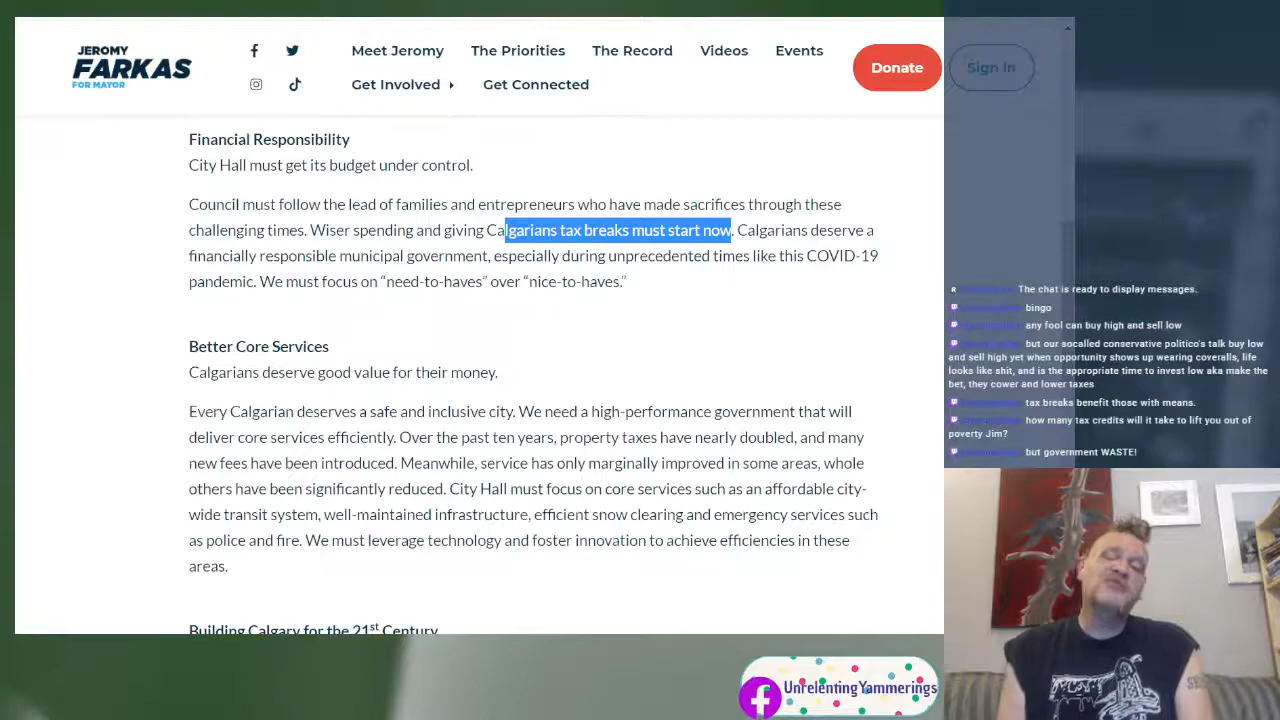 JEROMY
FARKAS
FOR MAYOR
Meet Jeromy
The Priorities
The Record
Videos
Events
Get Involved
Get Connected
Donate
Sign In
Financial Responsibility
City Hall must get its budget under control.
Council must follow the lead of families and entrepreneurs who have made sacrifices through these
challenging times. Wiser spending and giving Calgarians tax breaks must start now. Calgarians deserve a
financially responsible municipal government, especially during unprecedented times like this COVID-19
pandemic. We must focus on “need-to-haves” over “nice-to-haves.”
Better Core Services
Calgarians deserve good value for their money.
Every Calgarian deserves a safe and inclusive city. We need a high-performance government that will
deliver core services efficiently. Over the past ten years, property taxes have nearly doubled, and many
new fees have been introduced. Meanwhile, service has only marginally improved in some areas, whole
others have been significantly reduced. City Hall must focus on core services such as an affordable city-
wide transit system, well-maintained infrastructure, efficient snow clearing and emergency services such
as police and fire. We must leverage technology and foster innovation to achieve efficiencies in these
areas.
Building Calgary for the 21st Century
The chat is ready to display messages.
bingo
any fool can buy high and sell low
but our socalled conservative politico's talk buy low
and sell high yet when opportunity shows up wearing coveralls, life
looks like shit, and is the appropriate time to invest low aka make the
bet, they cower and lower taxes
tax breaks benefit those with means.
how many tax credits will it take to lift you out of
poverty Jim?
but government WASTE!
UnrelentingYammerings